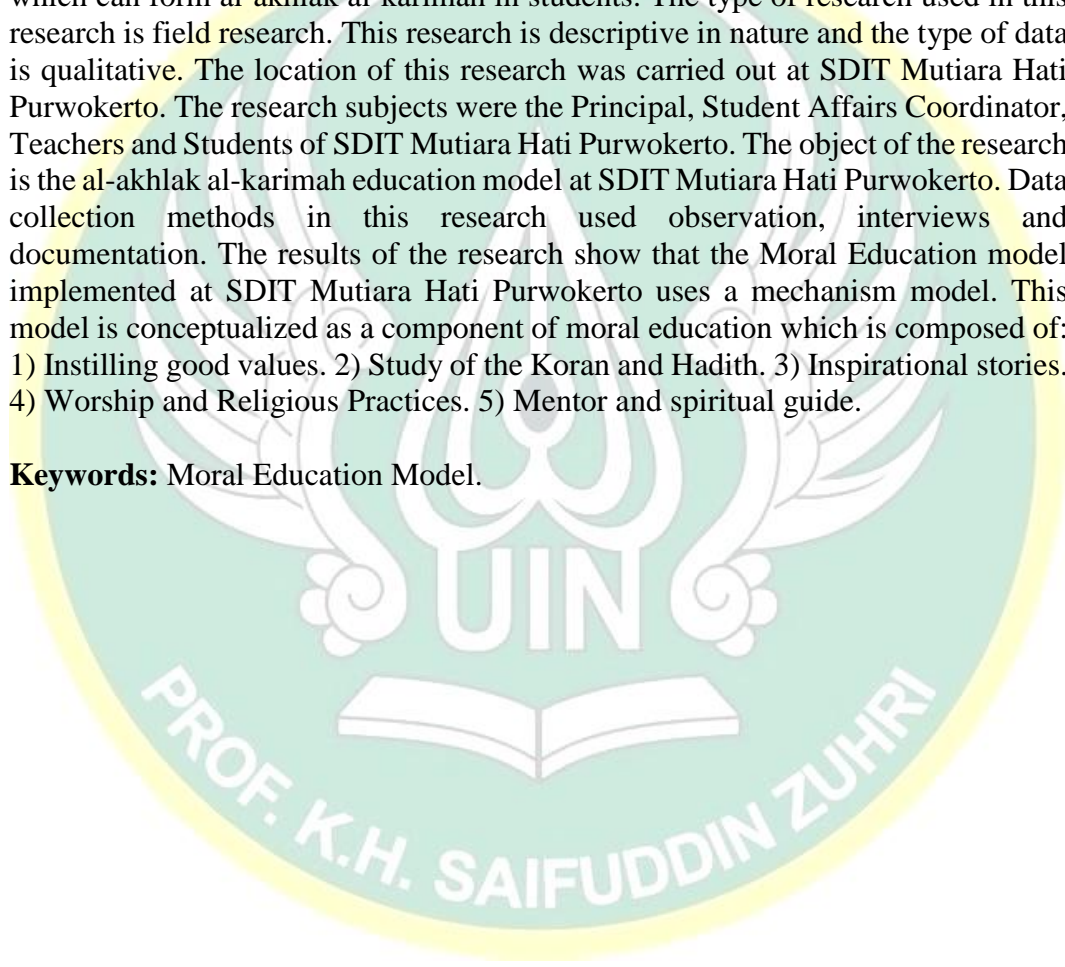 which can form al-akhlak al-karimah in students. The type of research used in this
research is field research. This research is descriptive in nature and the type of data
is qualitative. The location of this research was carried out at SDIT Mutiara Hati
Purwokerto. The research subjects were the Principal, Student Affairs Coordinator,
Teachers and Students of SDIT Mutiara Hati Purwokerto. The object of the research
is the al-akhlak al-karimah education model at SDIT Mutiara Hati Purwokerto. Data
collection methods in this research used observation, interviews and
documentation. The results of the research show that the Moral Education model
implemented at SDIT Mutiara Hati Purwokerto uses a mechanism model. This
model is conceptualized as a component of moral education which is composed of:
1) Instilling good values. 2) Study of the Koran and Hadith. 3) Inspirational stories.
4) Worship and Religious Practices. 5) Mentor and spiritual guide.
Keywords: Moral Education Model.
UIN
PROF. K.H. SAIFUDDIN ZUHRI